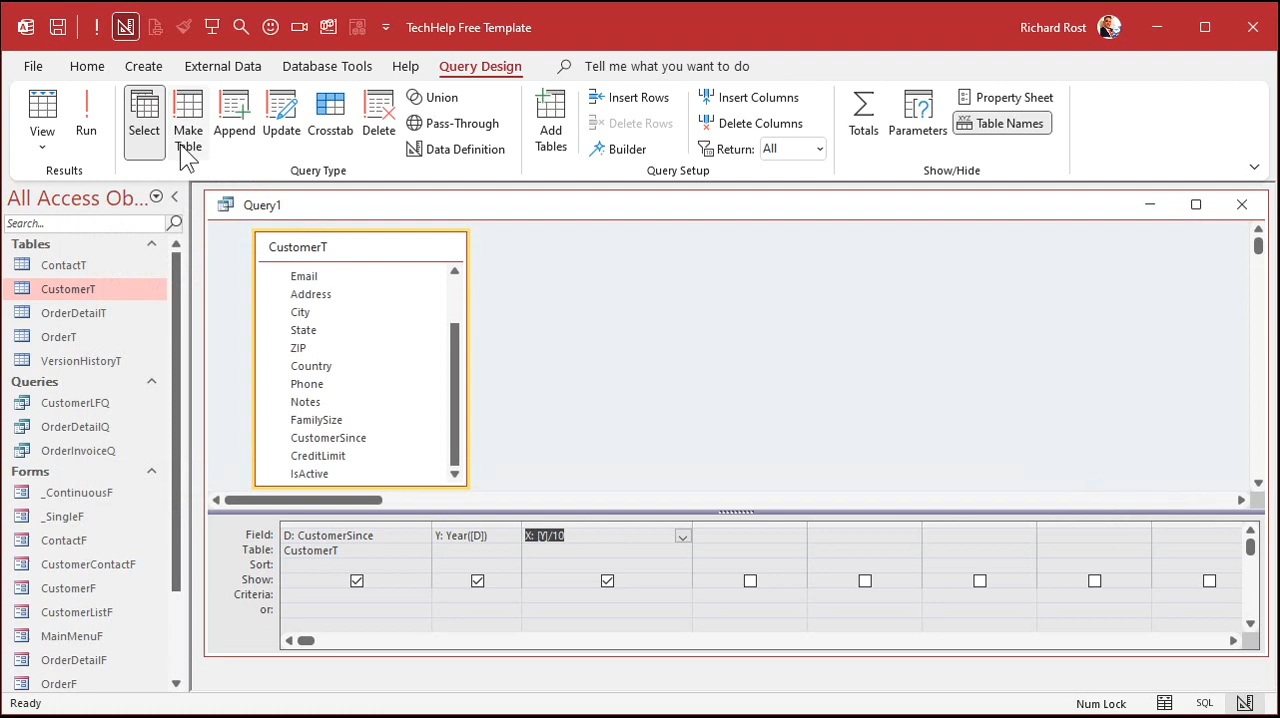 TechHelp Free Template
Richard Rost
File
Home
Create
External Data
Database Tools
Help
Query Design
Tell me what you want to do
View
Run
Select
Make
Table
Append
Update
Crosstab
Delete
Union
Pass-Through
Data Definition
Add
Tables
Insert Rows
Delete Rows
Builder
Insert Columns
Delete Columns
Return:
All
Totals
Parameters
Property Sheet
Table Names
Results
Query Type
Query Setup
Show/Hide
All Access Ob...
Search...
Tables
ContactT
CustomerT
OrderDetailT
OrderT
VersionHistoryT
Queries
CustomerLFQ
OrderDetailQ
OrderInvoiceQ
Forms
_ContinuousF
_SingleF
ContactF
CustomerContactF
CustomerF
CustomerListF
MainMenuF
OrderDetailF
OrderF
Query1
CustomerT
Email
Address
City
State
ZIP
Country
Phone
Notes
FamilySize
CustomerSince
CreditLimit
IsActive
Field: D: CustomerSince Y: Year([D]) X: [Y]/10
Table: CustomerT
Sort:
Show:
Criteria:
or:
Ready
Num Lock
SQL